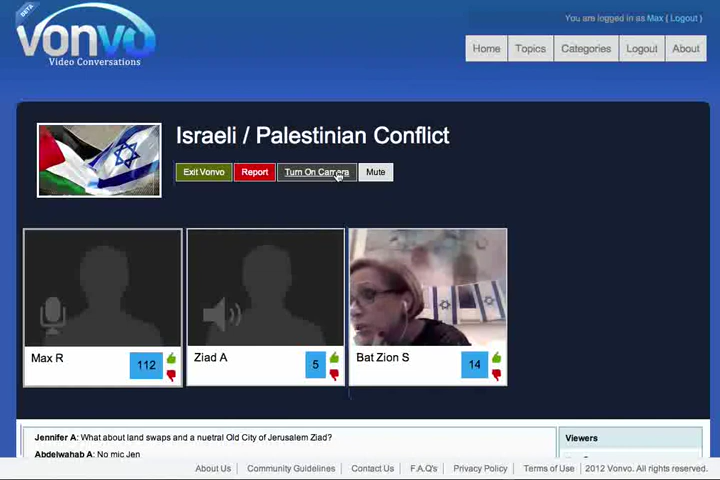 BETA
You are logged in as Max ( Logout )
vonvo
Video Conversations
Home Topics Categories Logout About
Israeli / Palestinian Conflict
Exit Vonvo Report Turn On Camera Mute
Max R 112
Ziad A 5
Bat Zion S 14
Jennifer A: What about land swaps and a nuetral Old City of Jerusalem Ziad?
Abdelwahab A: No mic Jen
Viewers
About Us Community Guidelines Contact Us F.A.Q's Privacy Policy Terms of Use 2012 Vonvo. All rights reserved.